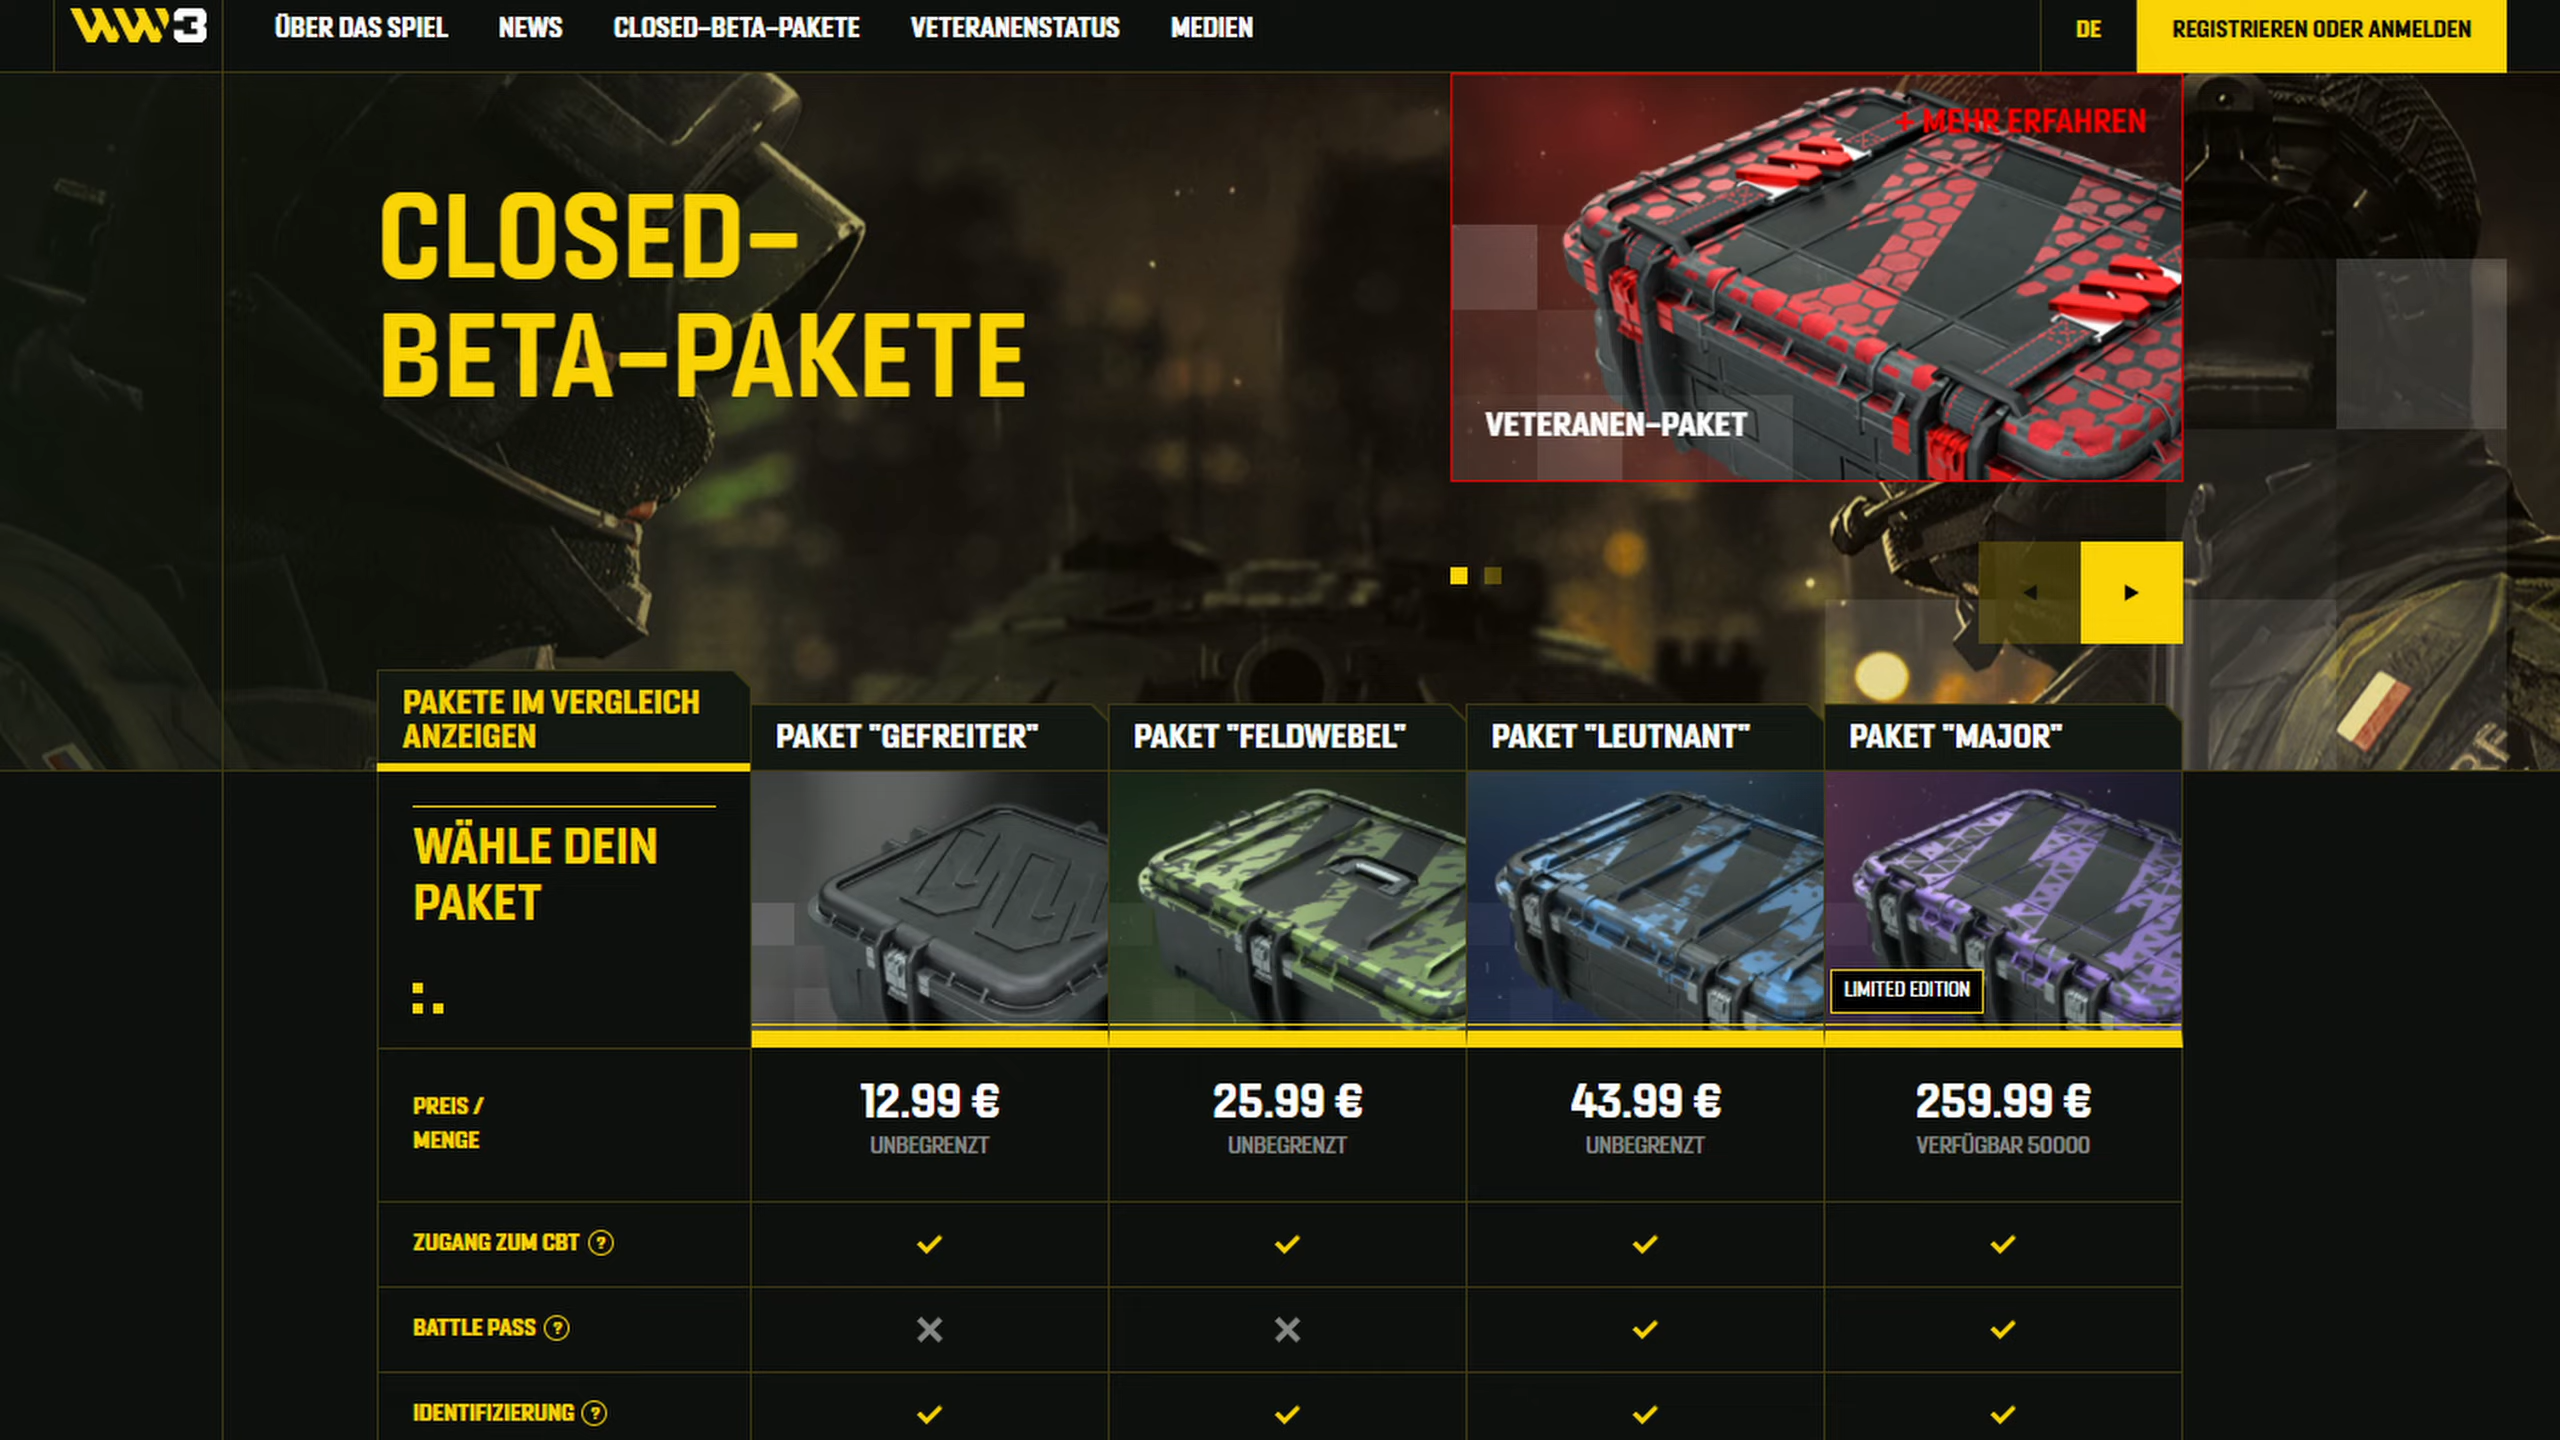 WW3
ÜBER DAS SPIEL
NEWS
CLOSED-BETA-PAKETE
VETERANENSTATUS
MEDIEN
DE
REGISTRIEREN ODER ANMELDEN
CLOSED-
BETA-PAKETE
+ MEHR ERFAHREN
VETERANEN-PAKET
PAKETE IM VERGLEICH
ANZEIGEN
PAKET "GEFREITER"
PAKET "FELDWEBEL"
PAKET "LEUTNANT"
PAKET "MAJOR"
WÄHLE DEIN
PAKET
LIMITED EDITION
PREIS /
MENGE
12.99 €
UNBEGRENZT
25.99 €
UNBEGRENZT
43.99 €
UNBEGRENZT
259.99 €
VERFÜGBAR 50000
ZUGANG ZUM CBT ?
BATTLE PASS ?
IDENTIFIZIERUNG ?